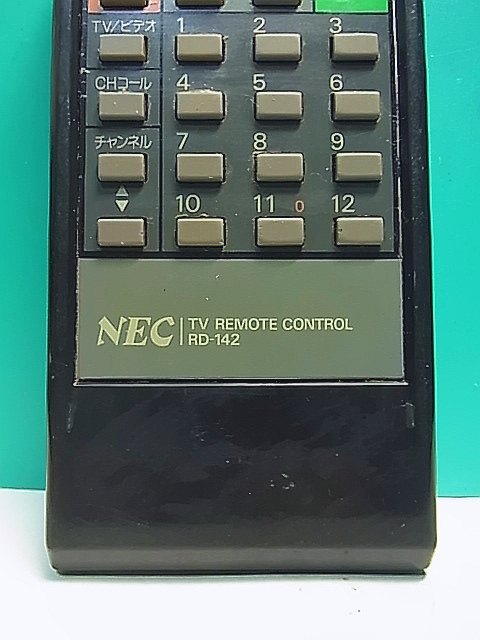 TV/ビデオ 1 2 3
CHコール 4 5 6
チャンネル 7 8 9
10 11 0 12
NEC TV REMOTE CONTROL
RD-142